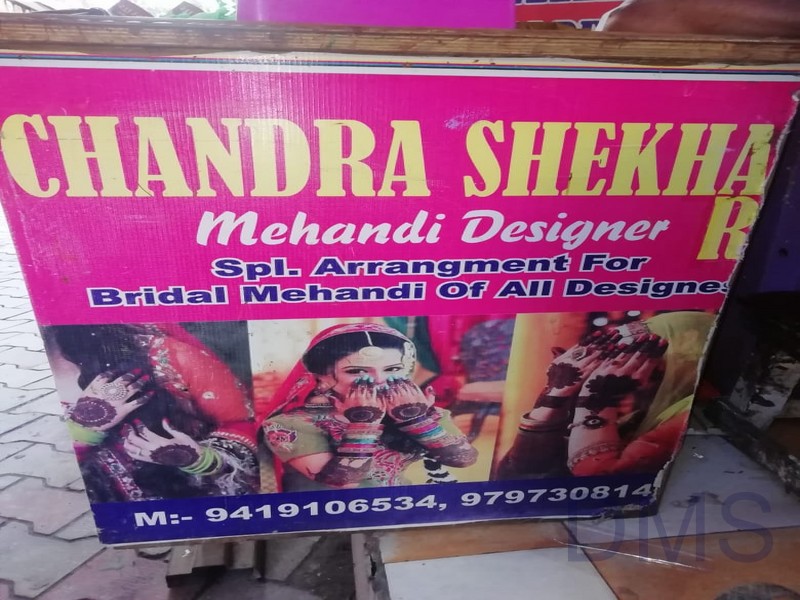 CHANDRA SHEKHA
R
Mehandi Designer
Spl. Arrangment For
Bridal Mehandi Of All Designes
M:- 9419106534, 979730814
DMS